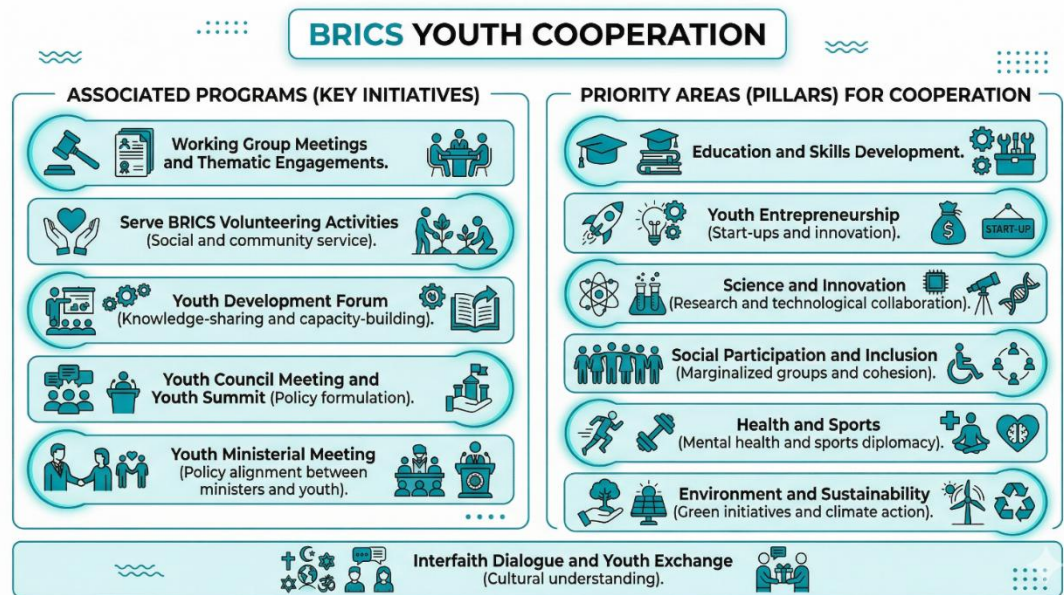 BRICS YOUTH COOPERATION
ASSOCIATED PROGRAMS (KEY INITIATIVES)
Working Group Meetings
and Thematic Engagements.
Serve BRICS Volunteering Activities
(Social and community service).
Youth Development Forum
(Knowledge-sharing and capacity-building).
Youth Council Meeting and
Youth Summit (Policy formulation).
Youth Ministerial Meeting
(Policy alignment between
ministers and youth).
PRIORITY AREAS (PILLARS) FOR COOPERATION
Education and Skills Development.
Youth Entrepreneurship
(Start-ups and innovation).
$
START-UP
Science and Innovation
(Research and technological collaboration).
Social Participation and Inclusion
(Marginalized groups and cohesion).
Health and Sports
(Mental health and sports diplomacy).
Environment and Sustainability
(Green initiatives and climate action).
Interfaith Dialogue and Youth Exchange
(Cultural understanding).